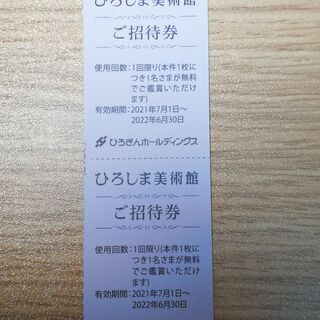 ひろしま美術館
ご招待券
使用回数：1回限り(本件1枚に
つき1名さまが無料
でご鑑賞いただけ
ます)
有効期間：2021年7月1日～
2022年6月30日
ひろぎんホールディングス
ひろしま美術館
ご招待券
使用回数：1回限り(本件1枚に
つき1名さまが無料
でご鑑賞いただけ
ます)
有効期間：2021年7月1日～
2022年6月30日